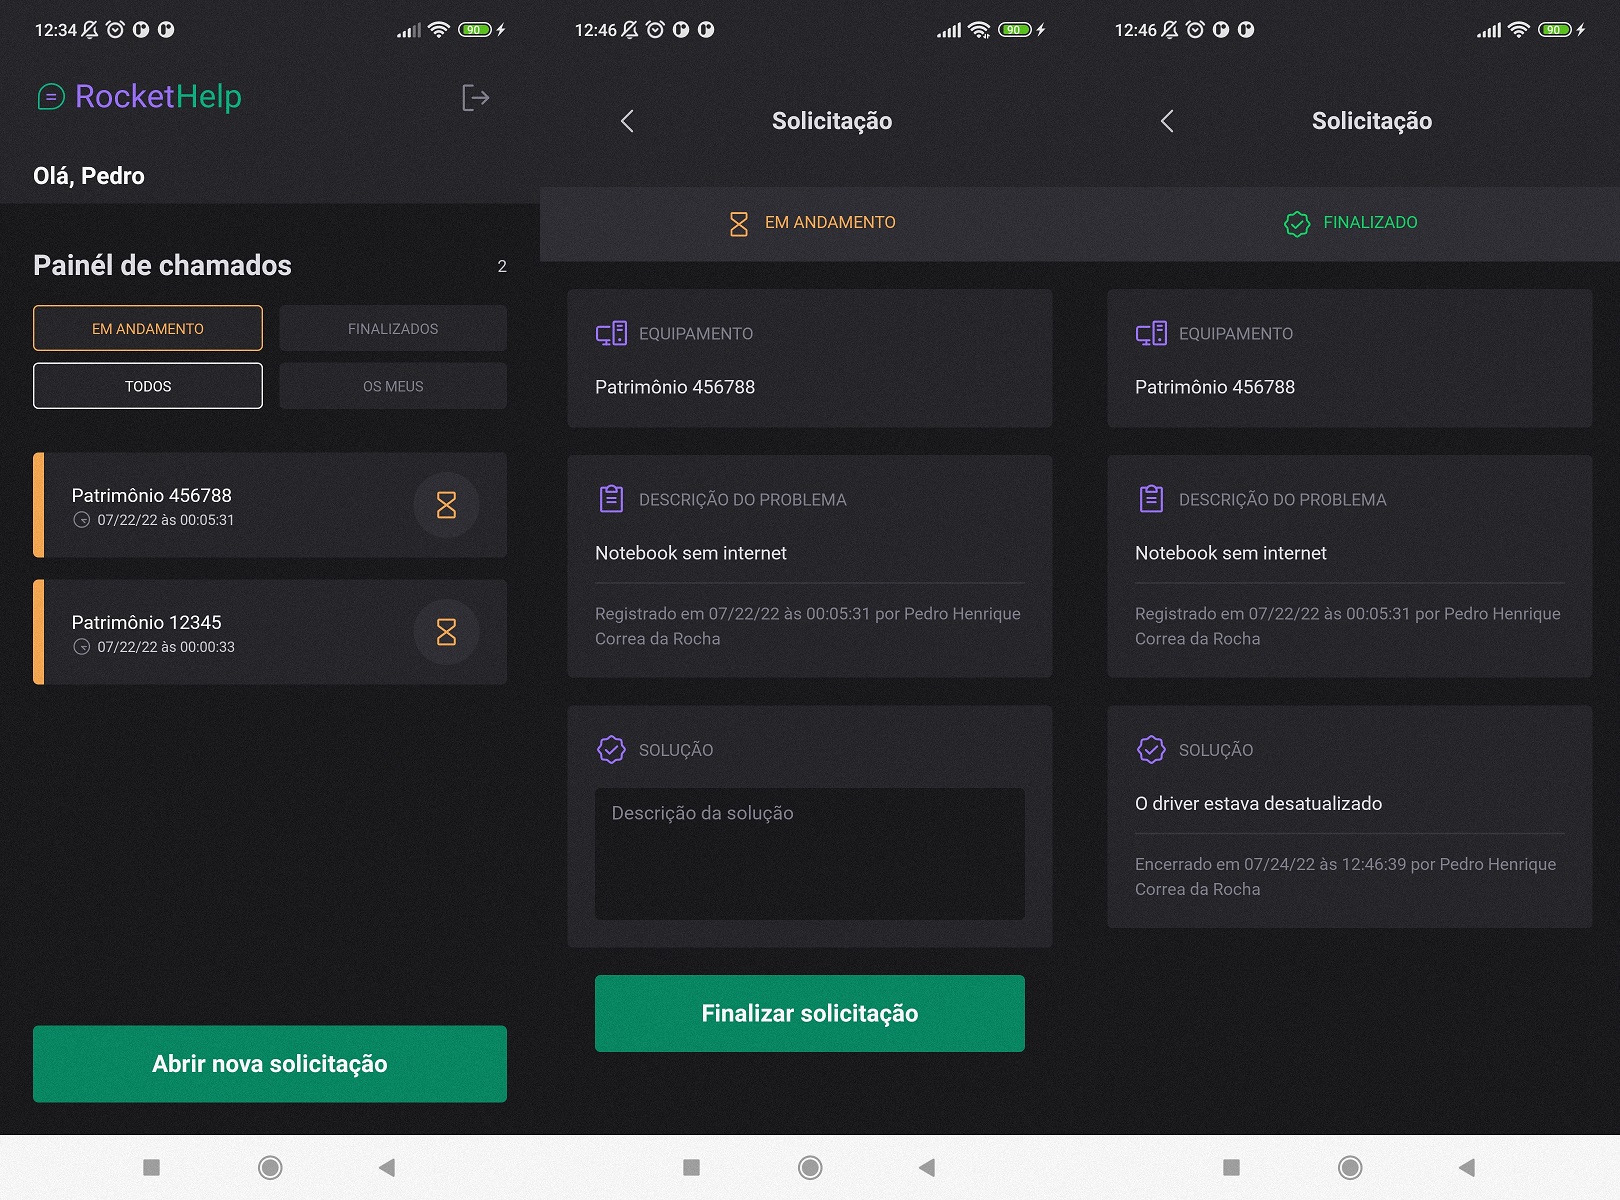 12:34
90
RocketHelp
Olá, Pedro
Painél de chamados
2
EM ANDAMENTO
FINALIZADOS
TODOS
OS MEUS
Patrimônio 456788
07/22/22 às 00:05:31
Patrimônio 12345
07/22/22 às 00:00:33
Abrir nova solicitação
12:46
90
Solicitação
EM ANDAMENTO
EQUIPAMENTO
Patrimônio 456788
DESCRIÇÃO DO PROBLEMA
Notebook sem internet
Registrado em 07/22/22 às 00:05:31 por Pedro Henrique
Correa da Rocha
SOLUÇÃO
Descrição da solução
Finalizar solicitação
12:46
90
Solicitação
FINALIZADO
EQUIPAMENTO
Patrimônio 456788
DESCRIÇÃO DO PROBLEMA
Notebook sem internet
Registrado em 07/22/22 às 00:05:31 por Pedro Henrique
Correa da Rocha
SOLUÇÃO
O driver estava desatualizado
Encerrado em 07/24/22 às 12:46:39 por Pedro Henrique
Correa da Rocha